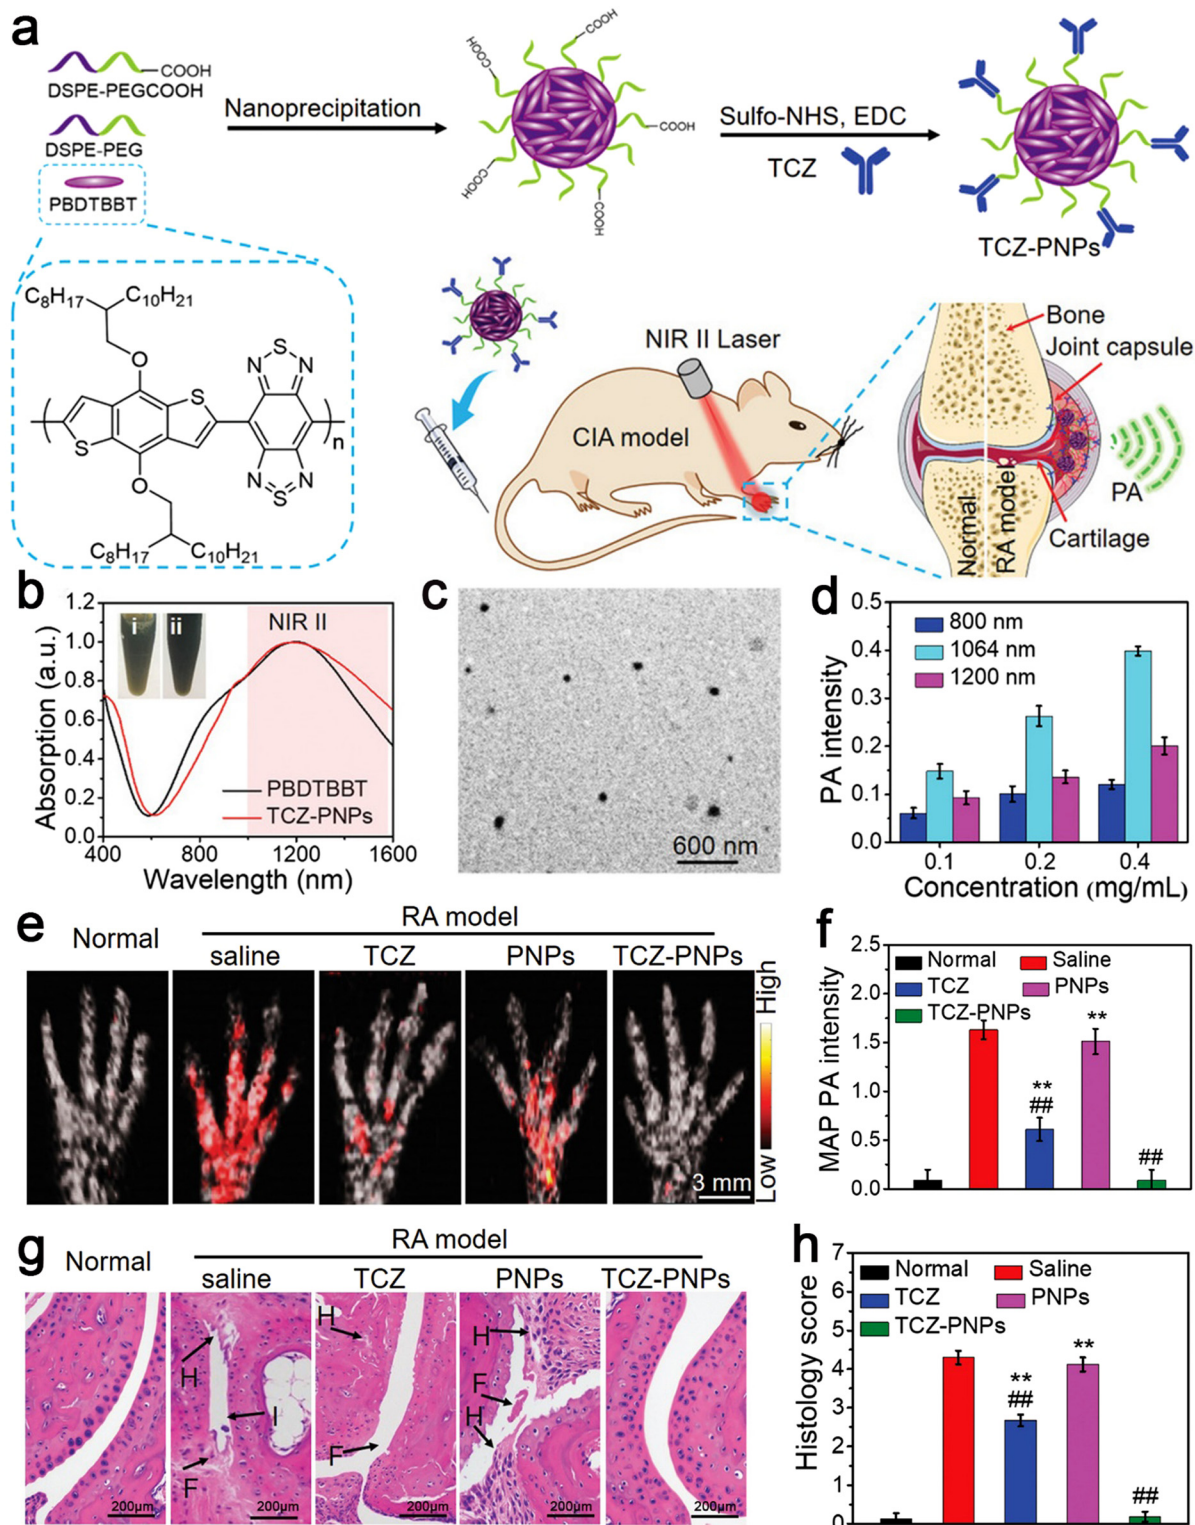 a
COOH
DSPE-PEGCOOH
DSPE-PEG
PBDTBBT
Nanoprecipitation
COOH
COOH
COOH
COOH
COOH
Sulfo-NHS, EDC
TCZ
TCZ-PNPs
C8H17
C10H21
O
S
S
N
S
N
N
S
N
n
O
C8H17
C10H21
NIR II Laser
CIA model
Bone
Joint capsule
Normal
RA model
PA
Cartilage
b
Absorption (a.u.)
1.2
1.0
0.8
0.6
0.4
0.2
0.0
i
ii
NIR II
PBDTBBT
TCZ-PNPs
400
800
1200
1600
Wavelength (nm)
c
600 nm
d
PA intensity
0.5
0.4
0.3
0.2
0.1
0.0
800 nm
1064 nm
1200 nm
0.1
0.2
0.4
Concentration (mg/mL)
e
RA model
Normal
saline
TCZ
PNPs
TCZ-PNPs
High
Low
3 mm
f
MAP PA intensity
2.5
2.0
1.5
1.0
0.5
0.0
Normal
Saline
TCZ
PNPs
TCZ-PNPs
**
##
**
##
g
RA model
Normal
saline
TCZ
PNPs
TCZ-PNPs
H
I
F
H
F
H
F
H
200μm
200μm
200μm
200μm
200μm
h
Histology score
7
6
5
4
3
2
1
0
Normal
Saline
TCZ
PNPs
TCZ-PNPs
**
##
**
##